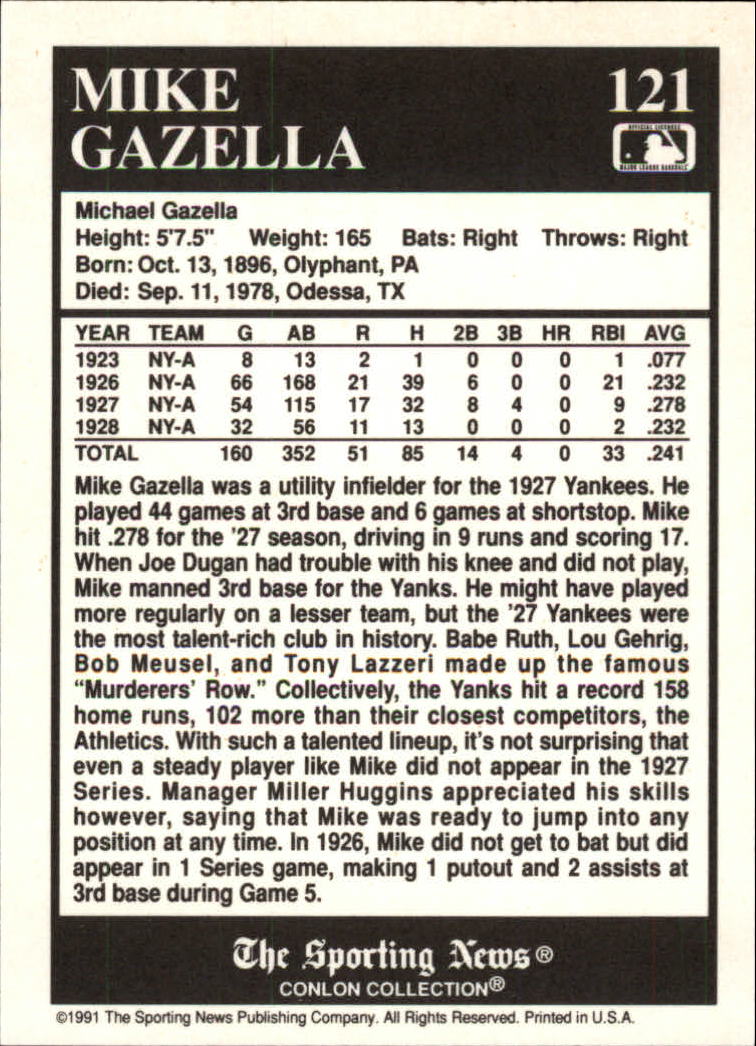 MIKE 121
GAZELLA
OFFICIAL LICENSEE
MAJOR LEAGUE BASEBALL
Michael Gazella
Height: 5'7.5" Weight: 165 Bats: Right Throws: Right
Born: Oct. 13, 1896, Olyphant, PA
Died: Sep. 11, 1978, Odessa, TX
YEAR TEAM G AB R H 2B 3B HR RBI AVG
1923 NY-A 8 13 2 1 0 0 0 1 .077
1926 NY-A 66 168 21 39 6 0 0 21 .232
1927 NY-A 54 115 17 32 8 4 0 9 .278
1928 NY-A 32 56 11 13 0 0 0 2 .232
TOTAL 160 352 51 85 14 4 0 33 .241
Mike Gazella was a utility infielder for the 1927 Yankees. He
played 44 games at 3rd base and 6 games at shortstop. Mike
hit .278 for the '27 season, driving in 9 runs and scoring 17.
When Joe Dugan had trouble with his knee and did not play,
Mike manned 3rd base for the Yanks. He might have played
more regularly on a lesser team, but the '27 Yankees were
the most talent-rich club in history. Babe Ruth, Lou Gehrig,
Bob Meusel, and Tony Lazzeri made up the famous
“Murderers' Row.” Collectively, the Yanks hit a record 158
home runs, 102 more than their closest competitors, the
Athletics. With such a talented lineup, it's not surprising that
even a steady player like Mike did not appear in the 1927
Series. Manager Miller Huggins appreciated his skills
however, saying that Mike was ready to jump into any
position at any time. In 1926, Mike did not get to bat but did
appear in 1 Series game, making 1 putout and 2 assists at
3rd base during Game 5.
The Sporting News®
CONLON COLLECTION®
©1991 The Sporting News Publishing Company. All Rights Reserved. Printed in U.S.A.